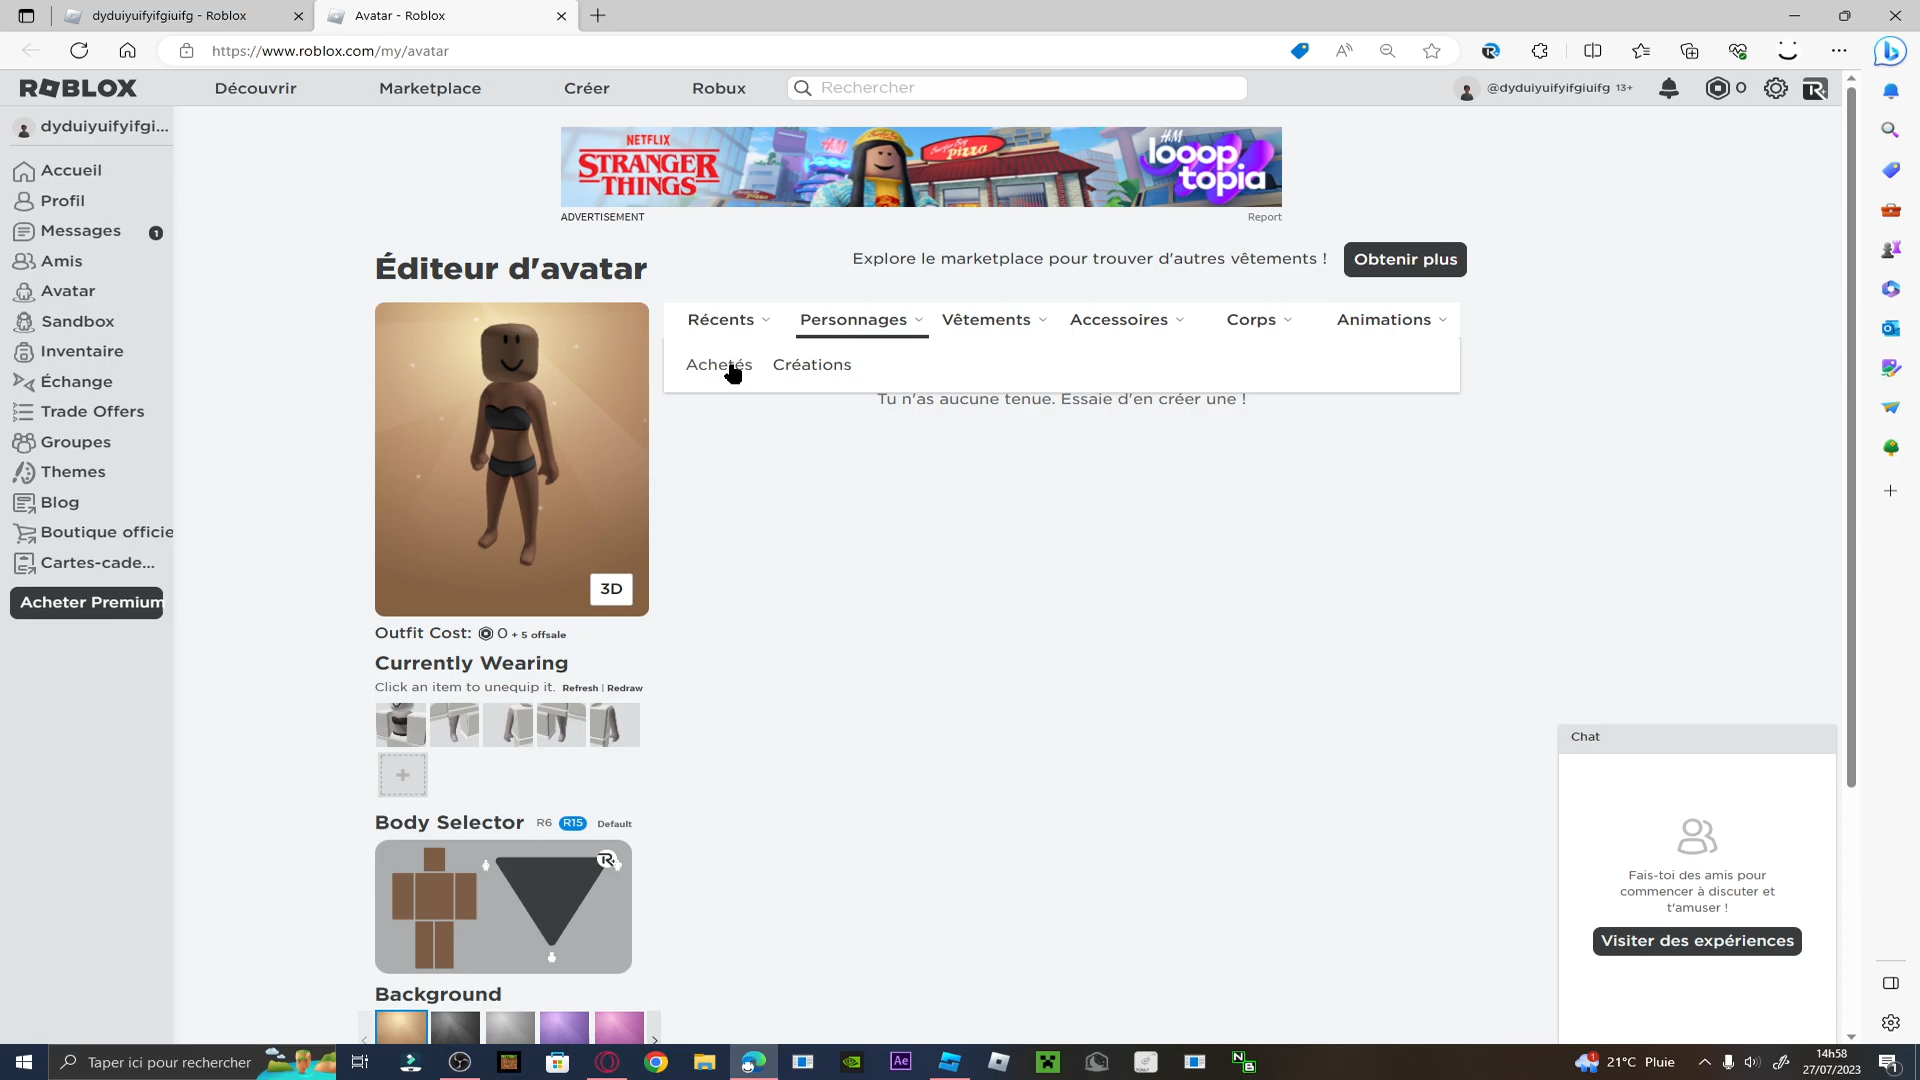 dyduiyuifyifgiuifg - Roblox
Avatar - Roblox
https://www.roblox.com/my/avatar
ROBLOX
Découvrir
Marketplace
Créer
Robux
Rechercher
@dyduiyuifyifgiuifg 13+
0
dyduiyuifyifgi...
Accueil
Profil
Messages 1
Amis
Avatar
Sandbox
Inventaire
Échange
Trade Offers
Groupes
Themes
Blog
Boutique officie
Cartes-cade...
Acheter Premium
NETFLIX
STRANGER
THINGS
H&M
pizza
H&M
looop
topia
ADVERTISEMENT
Report
Éditeur d'avatar
Explore le marketplace pour trouver d'autres vêtements !
Obtenir plus
Récents
Personnages
Vêtements
Accessoires
Corps
Animations
Achetés
Créations
Tu n'as aucune tenue. Essaie d'en créer une !
3D
Outfit Cost: 0 + 5 offsale
Currently Wearing
Click an item to unequip it. Refresh | Redraw
Body Selector R6 R15 Default
Background
Chat
Fais-toi des amis pour
commencer à discuter et
t'amuser !
Visiter des expériences
Taper ici pour rechercher
Ae
N
B
1
21°C Pluie
14h58
27/07/2023
1